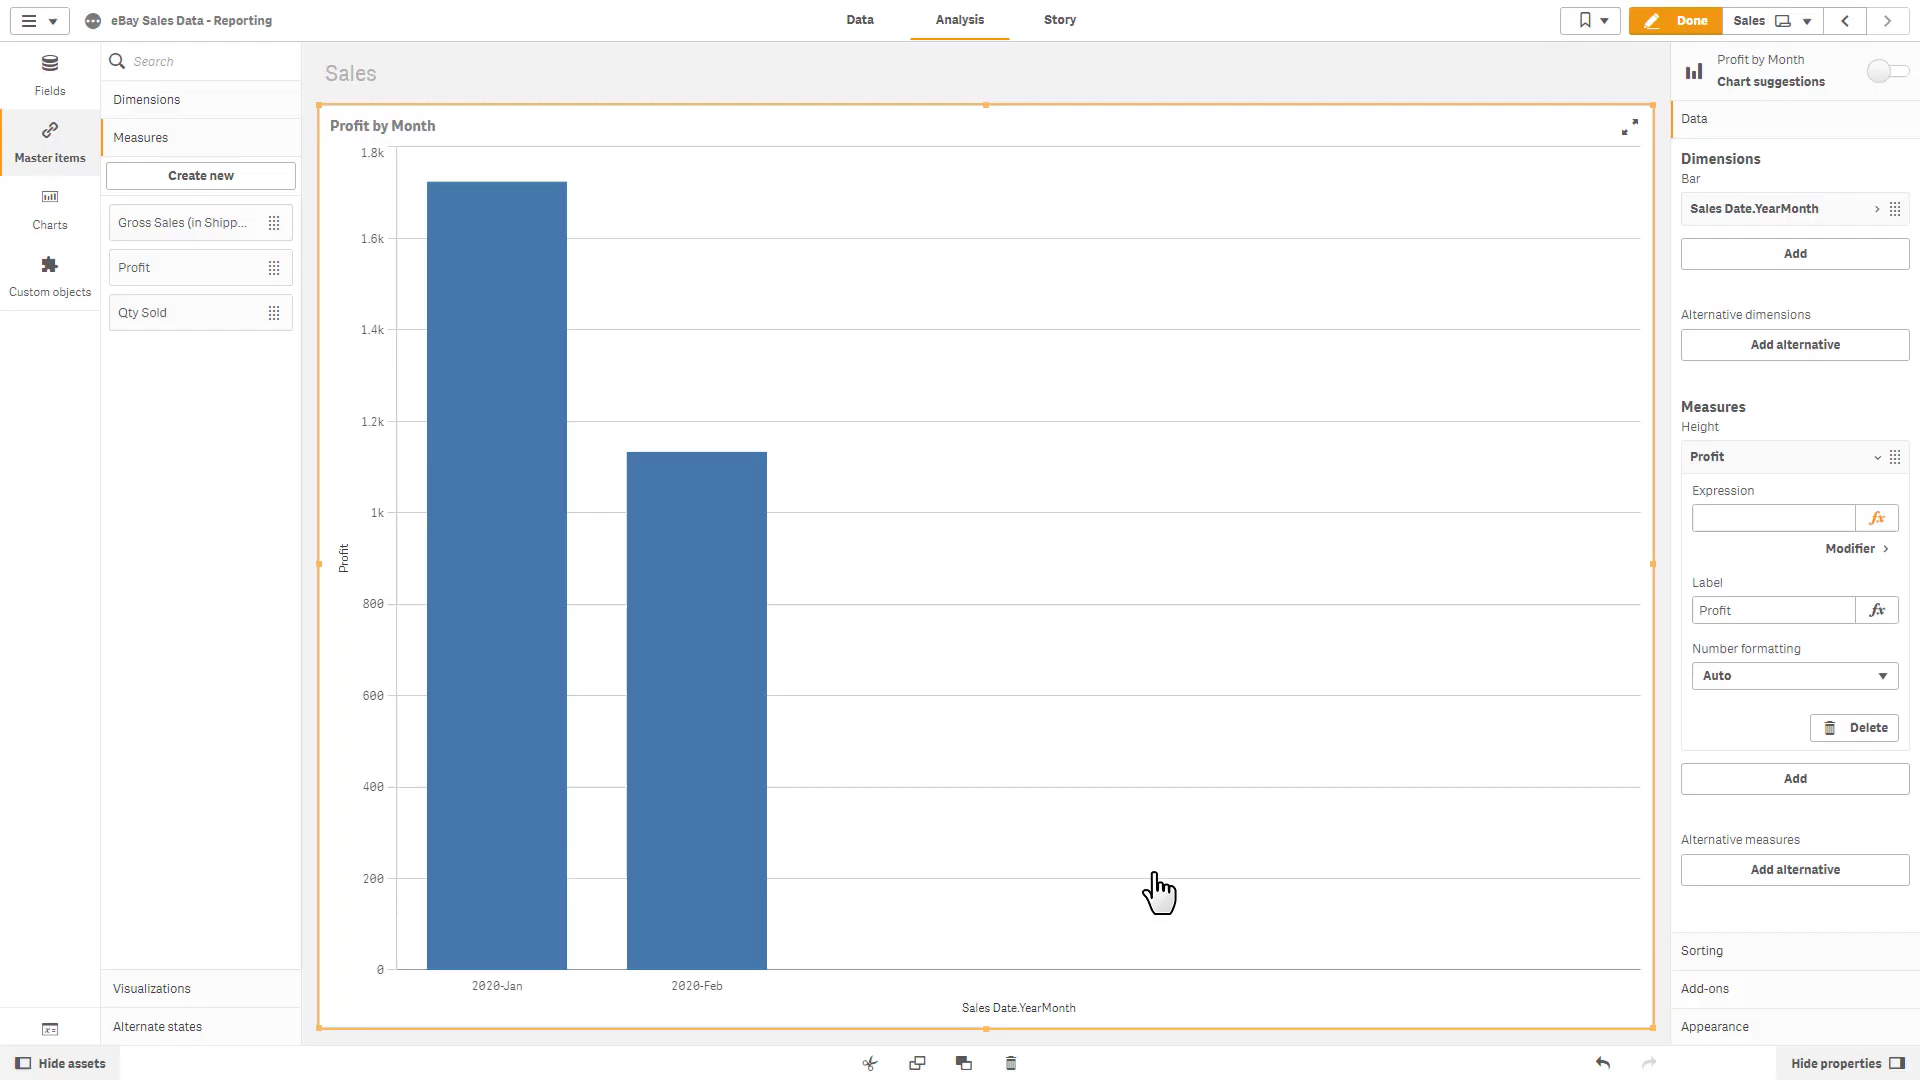 eBay Sales Data - Reporting
Data
Analysis
Story
Done
Sales
Fields
Master items
Charts
Custom objects
Search
Dimensions
Measures
Create new
Gross Sales (in Shipp...
Profit
Qty Sold
Visualizations
Alternate states
Hide assets
Sales
Profit by Month
1.8k
1.6k
1.4k
1.2k
1k
800
600
400
200
0
Profit
2020-Jan
2020-Feb
Sales Date.YearMonth
Profit by Month
Chart suggestions
Data
Dimensions
Bar
Sales Date.YearMonth
Add
Alternative dimensions
Add alternative
Measures
Height
Profit
Expression
fx
Modifier
Label
Profit
fx
Number formatting
Auto
Delete
Add
Alternative measures
Add alternative
Sorting
Add-ons
Appearance
Hide properties